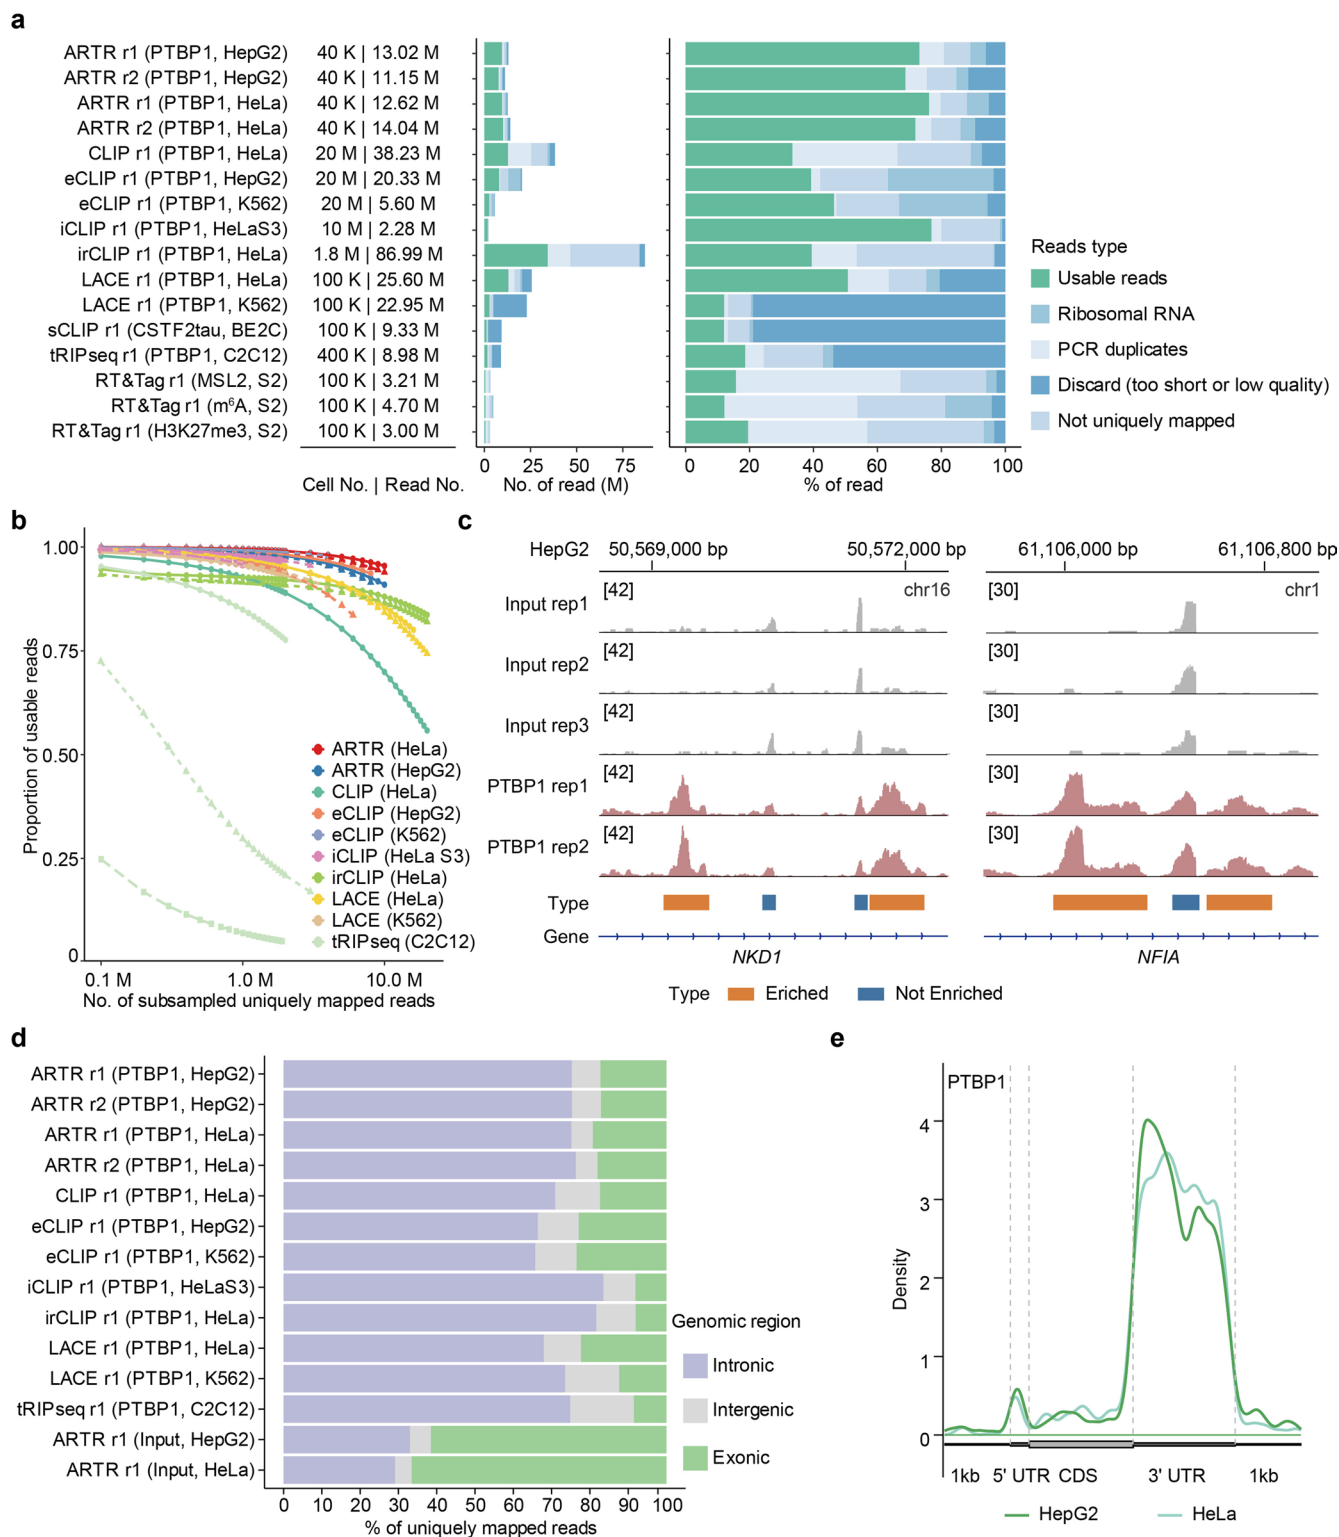 a
ARTR r1 (PTBP1, HepG2) 40 K | 13.02 M
ARTR r2 (PTBP1, HepG2) 40 K | 11.15 M
ARTR r1 (PTBP1, HeLa) 40 K | 12.62 M
ARTR r2 (PTBP1, HeLa) 40 K | 14.04 M
CLIP r1 (PTBP1, HeLa) 20 M | 38.23 M
eCLIP r1 (PTBP1, HepG2) 20 M | 20.33 M
eCLIP r1 (PTBP1, K562) 20 M | 5.60 M
iCLIP r1 (PTBP1, HeLaS3) 10 M | 2.28 M
irCLIP r1 (PTBP1, HeLa) 1.8 M | 86.99 M
LACE r1 (PTBP1, HeLa) 100 K | 25.60 M
LACE r1 (PTBP1, K562) 100 K | 22.95 M
sCLIP r1 (CSTF2tau, BE2C) 100 K | 9.33 M
tRIPseq r1 (PTBP1, C2C12) 400 K | 8.98 M
RT&Tag r1 (MSL2, S2) 100 K | 3.21 M
RT&Tag r1 (m⁶A, S2) 100 K | 4.70 M
RT&Tag r1 (H3K27me3, S2) 100 K | 3.00 M
Cell No. | Read No.
0 25 50 75
No. of read (M)
0 20 40 60 80 100
% of read
Reads type
Usable reads
Ribosomal RNA
PCR duplicates
Discard (too short or low quality)
Not uniquely mapped
b
1.00
0.75
0.50
0.25
0
Proportion of usable reads
0.1 M 1.0 M 10.0 M
No. of subsampled uniquely mapped reads
ARTR (HeLa)
ARTR (HepG2)
CLIP (HeLa)
eCLIP (HepG2)
eCLIP (K562)
iCLIP (HeLa S3)
irCLIP (HeLa)
LACE (HeLa)
LACE (K562)
tRIPseq (C2C12)
c
HepG2 50,569,000 bp 50,572,000 bp 61,106,000 bp 61,106,800 bp
chr16 chr1
Input rep1 [42] [30]
Input rep2 [42] [30]
Input rep3 [42] [30]
PTBP1 rep1 [42] [30]
PTBP1 rep2 [42] [30]
Type
Gene
NKD1 NFIA
Type Eriched Not Enriched
d
ARTR r1 (PTBP1, HepG2)
ARTR r2 (PTBP1, HepG2)
ARTR r1 (PTBP1, HeLa)
ARTR r2 (PTBP1, HeLa)
CLIP r1 (PTBP1, HeLa)
eCLIP r1 (PTBP1, HepG2)
eCLIP r1 (PTBP1, K562)
iCLIP r1 (PTBP1, HeLaS3)
irCLIP r1 (PTBP1, HeLa)
LACE r1 (PTBP1, HeLa)
LACE r1 (PTBP1, K562)
tRIPseq r1 (PTBP1, C2C12)
ARTR r1 (Input, HepG2)
ARTR r1 (Input, HeLa)
0 10 20 30 40 50 60 70 80 90 100
% of uniquely mapped reads
Genomic region
Intronic
Intergenic
Exonic
e
PTBP1
4
3
2
1
0
Density
1kb 5' UTR CDS 3' UTR 1kb
HepG2 HeLa